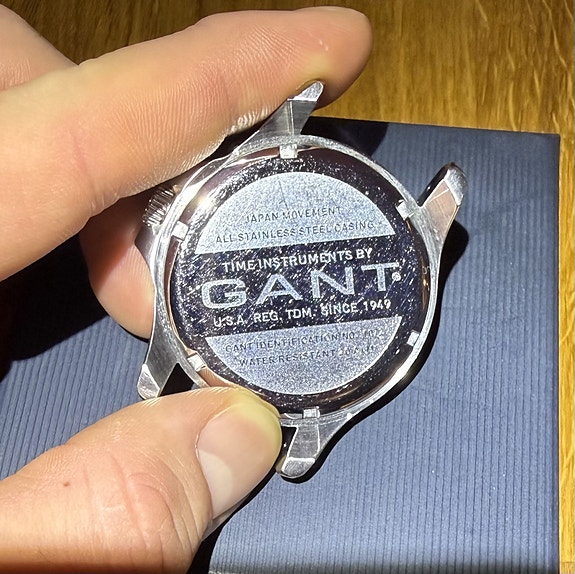 JAPAN MOVEMENT
ALL STAINLESS STEEL CASING
TIME INSTRUMENTS BY
GANT®
U.S.A. REG. TDM. SINCE 1949
GANT IDENTIFICATION NO.
WATER RESISTANT